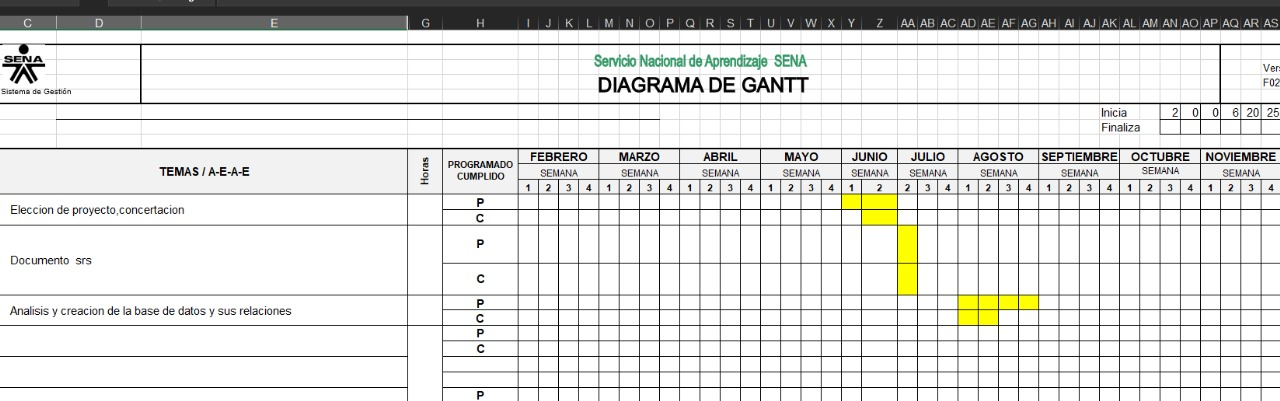 C D E G H I J K L M N O P Q R S T U V W X Y Z AA AB AC AD AE AF AG AH AI AJ AK AL AM AN AO AP AQ AR AS
SENA
Sistema de Gestión
Servicio Nacional de Aprendizaje SENA
DIAGRAMA DE GANTT
Vers
F02
Inicia 2 0 0 6 20 25
Finaliza
TEMAS / A-E-A-E Horas PROGRAMADO CUMPLIDO FEBRERO MARZO ABRIL MAYO JUNIO JULIO AGOSTO SEPTIEMBRE OCTUBRE NOVIEMBRE
SEMANA SEMANA SEMANA SEMANA SEMANA SEMANA SEMANA SEMANA SEMANA SEMANA
1 2 3 4 1 2 3 4 1 2 3 4 1 2 3 4 1 2 2 3 4 1 2 3 4 1 2 3 4 1 2 3 4 1 2 3 4
Eleccion de proyecto,concertacion P
C
Documento srs P
C
Analisis y creacion de la base de datos y sus relaciones P
C
P
C
P